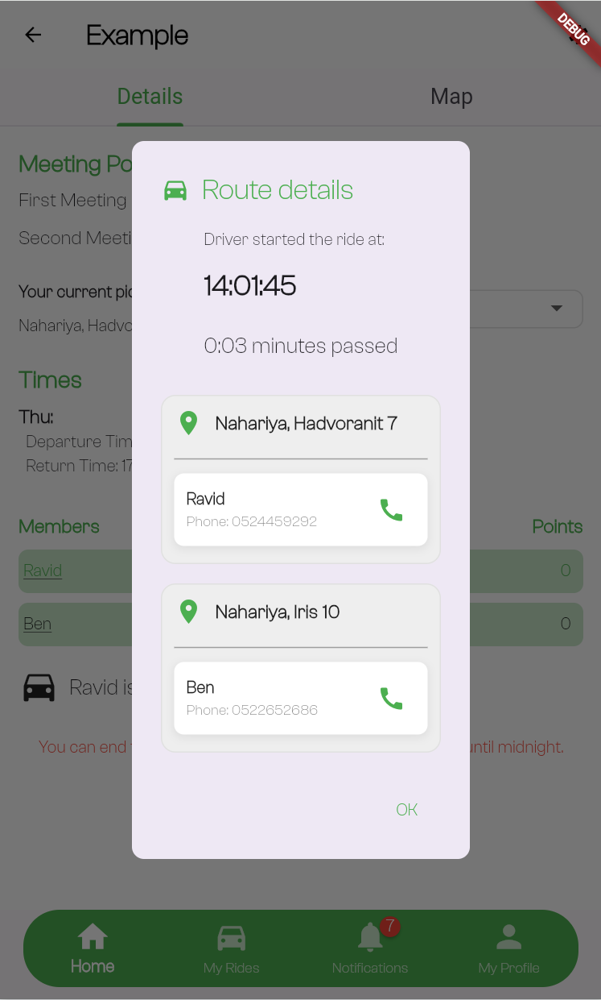 Example
DEBUG
Details
Map
Meeting Po
First Meeting
Second Meeti
Your current pic
Nahariya, Hadvo
Times
Thu:
Departure Tim
Return Time: 17
Members
Points
Ravid
0
Ben
0
Ravid is
You can end
until midnight.
Route details
Driver started the ride at:
14:01:45
0:03 minutes passed
Nahariya, Hadvoranit 7
Ravid
Phone: 0524459292
Nahariya, Iris 10
Ben
Phone: 0522652686
OK
Home
My Rides
7
Notifications
My Profile